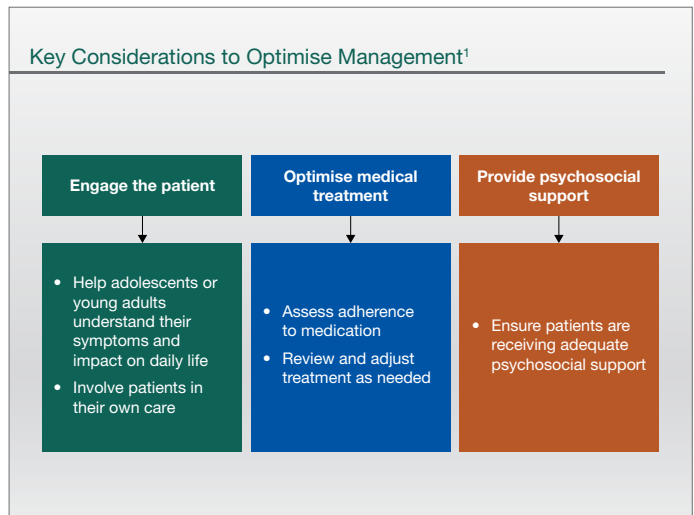 Key Considerations to Optimise Management¹
Engage the patient
Optimise medical
treatment
Provide psychosocial
support
• Help adolescents or
young adults
understand their
symptoms and
impact on daily life
• Involve patients in
their own care
• Assess adherence
to medication
• Review and adjust
treatment as needed
• Ensure patients are
receiving adequate
psychosocial support